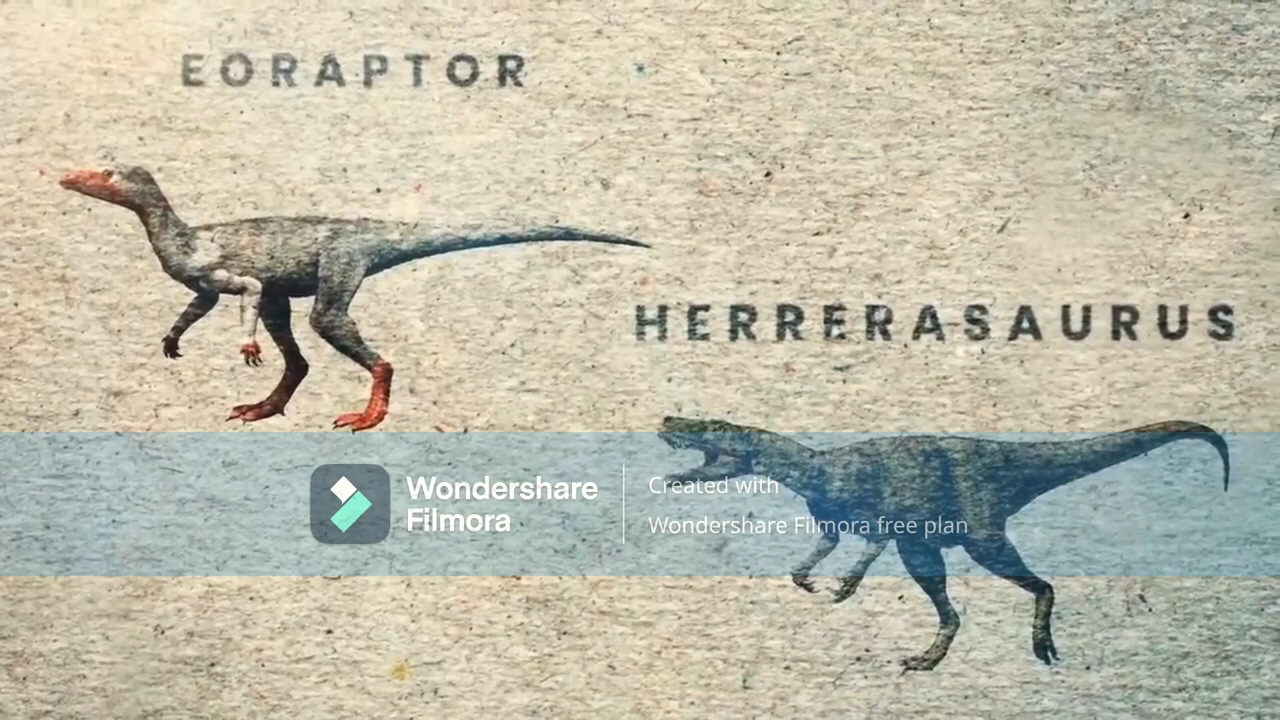 EORAPTOR
HERRERASAURUS
Wondershare
Filmora
Created with
Wondershare Filmora free plan